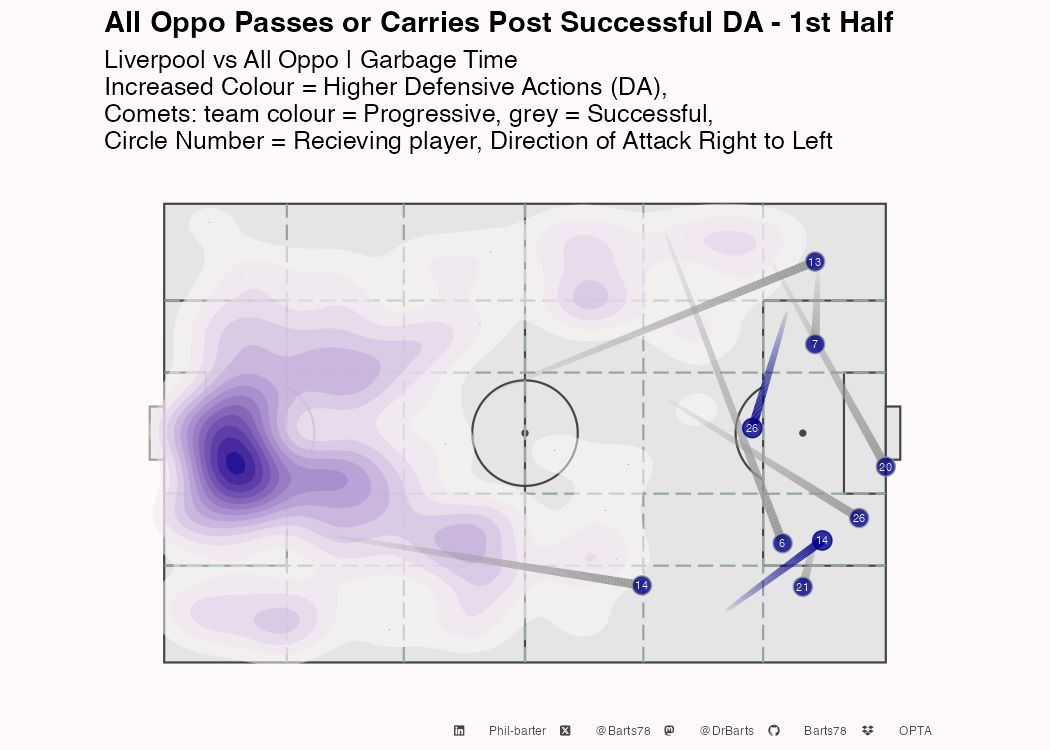 All Oppo Passes or Carries Post Successful DA - 1st Half
Liverpool vs All Oppo | Garbage Time
Increased Colour = Higher Defensive Actions (DA),
Comets: team colour = Progressive, grey = Successful,
Circle Number = Recieving player, Direction of Attack Right to Left
13
7
26
20
26
6
14
14
21
Phil-barter @Barts78 @DrBarts Barts78 OPTA